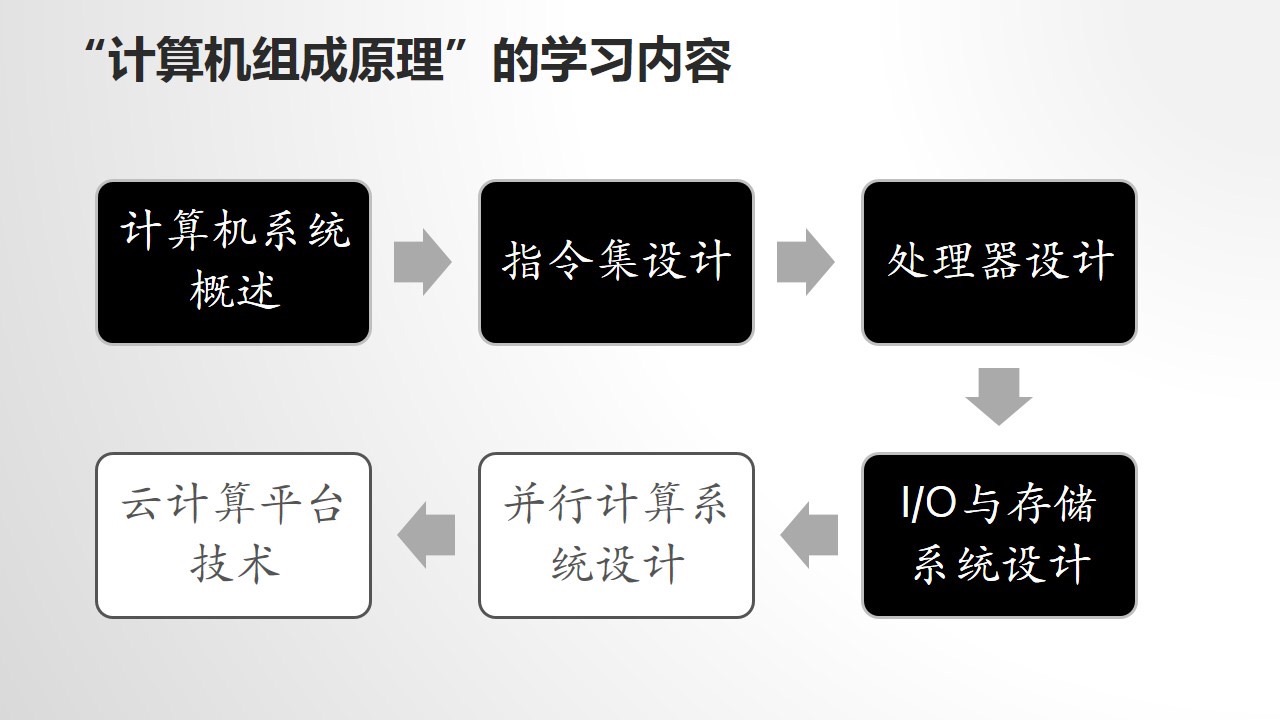 “计算机组成原理”的学习内容
计算机系统
概述
指令集设计
处理器设计
I/O与存储
系统设计
并行计算系
统设计
云计算平台
技术